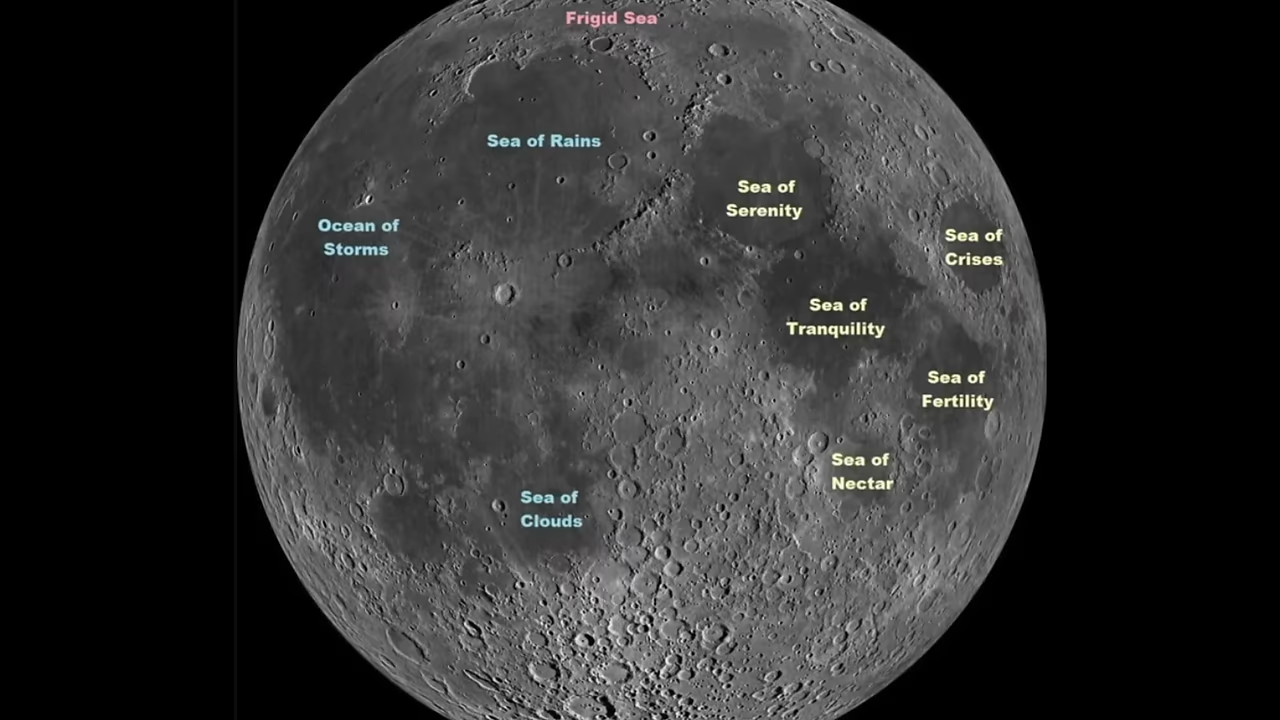 Frigid Sea
Sea of Rains
Sea of
Serenity
Ocean of
Storms
Sea of
Crises
Sea of
Tranquility
Sea of
Fertility
Sea of
Nectar
Sea of
Clouds